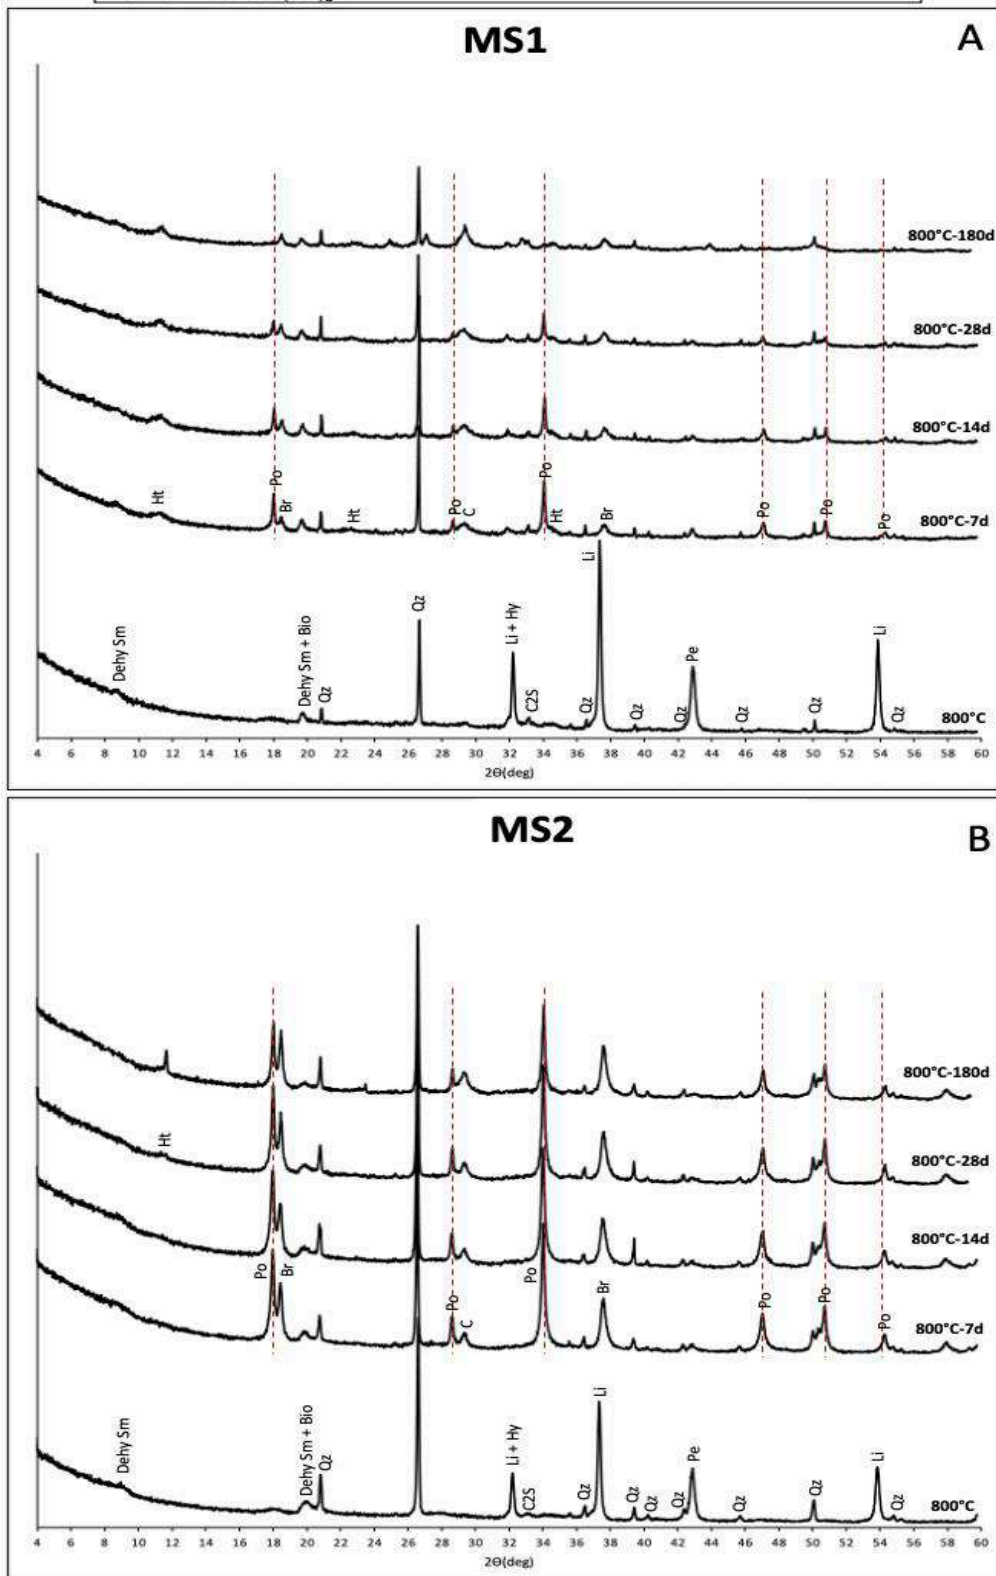 MS1
A
800°C-180d
800°C-28d
800°C-14d
Ht
Po
Br
Ht
Po
C
Po
Ht
Br
Po
Po
Po
800°C-7d
Dehy Sm
Dehy Sm + Bio
Qz
Qz
Li + Hy
C2S
Qz
Li
Qz
Qz
Pe
Qz
Qz
Li
Qz
800°C
4 6 8 10 12 14 16 18 20 22 24 26 28 30 32 34 36 38 40 42 44 46 48 50 52 54 56 58 60
2Θ(deg)
MS2
B
800°C-180d
Ht
800°C-28d
800°C-14d
Po
Br
Po
C
Po
Br
Po
Po
Po
800°C-7d
Dehy Sm
Dehy Sm + Bio
Qz
Li + Hy
C2S
Qz
Li
Qz
Qz
Qz
Pe
Qz
Qz
Li
Qz
800°C
4 6 8 10 12 14 16 18 20 22 24 26 28 30 32 34 36 38 40 42 44 46 48 50 52 54 56 58 60
2Θ(deg)